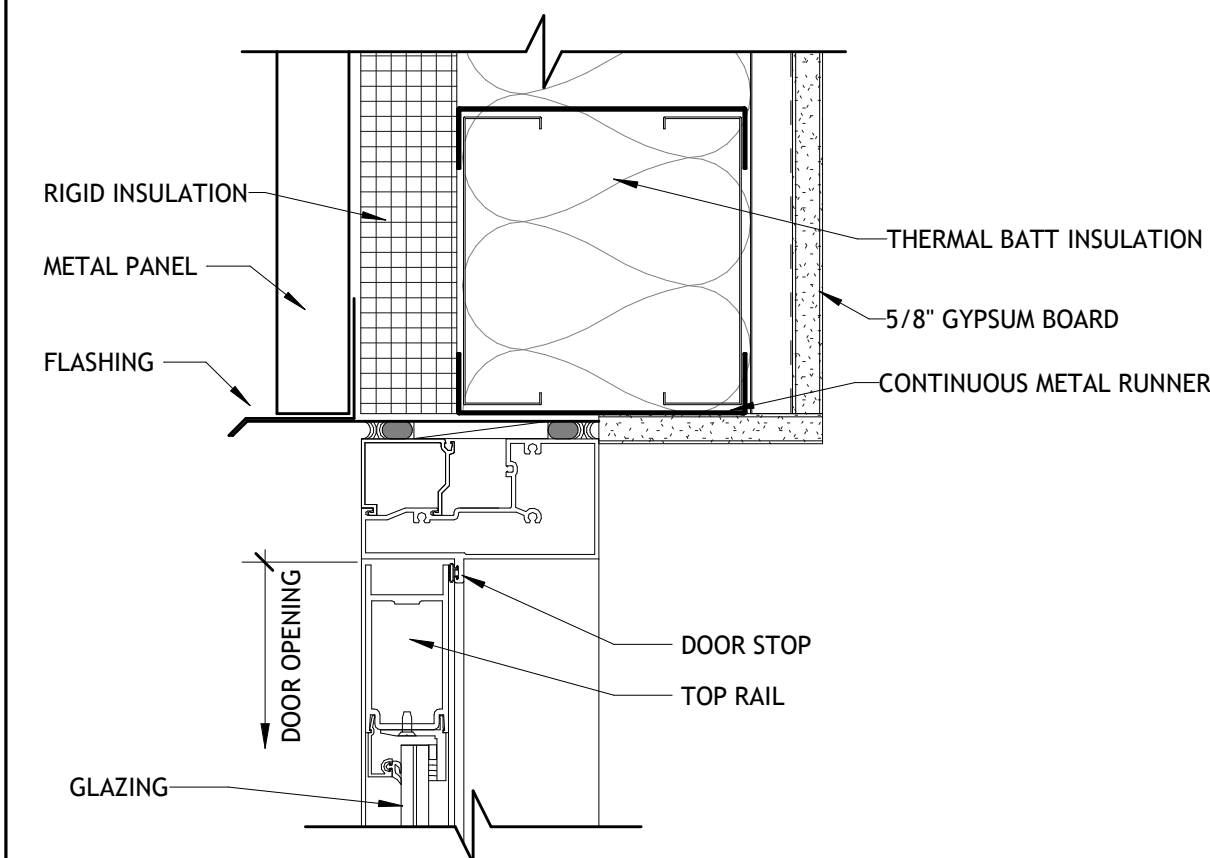 RIGID INSULATION
METAL PANEL
FLASHING
THERMAL BATT INSULATION
5/8" GYPSUM BOARD
CONTINUOUS METAL RUNNER
DOOR OPENING
DOOR STOP
TOP RAIL
GLAZING